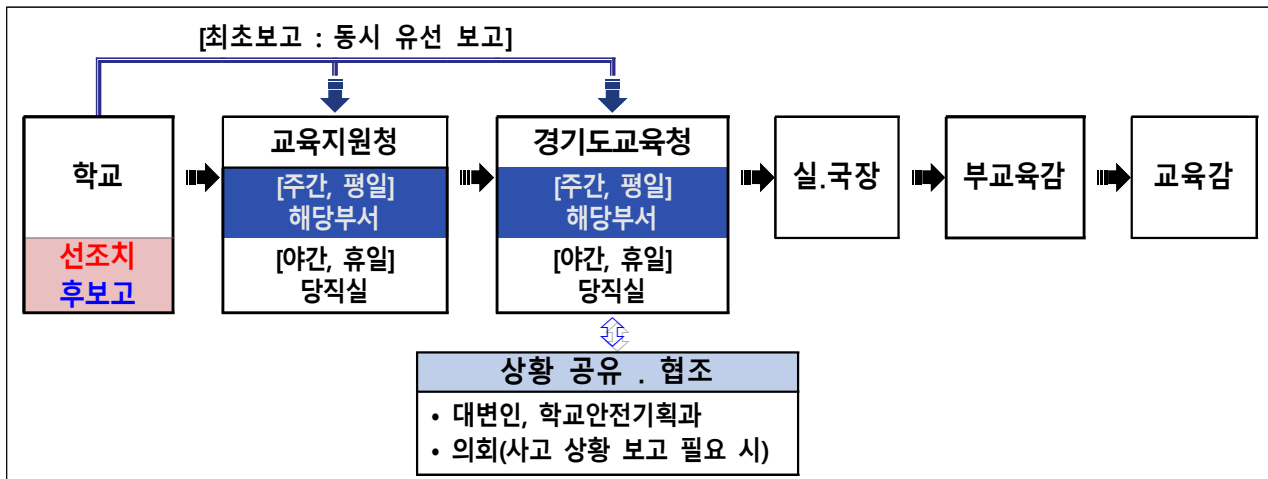 [최초보고 : 동시 유선 보고]
학교
선조치
후보고
교육지원청
[주간, 평일]
해당부서
[야간, 휴일]
당직실
경기도교육청
[주간, 평일]
해당부서
[야간, 휴일]
당직실
실.국장
부교육감
교육감
상황 공유 . 협조
• 대변인, 학교안전기획과
• 의회(사고 상황 보고 필요 시)